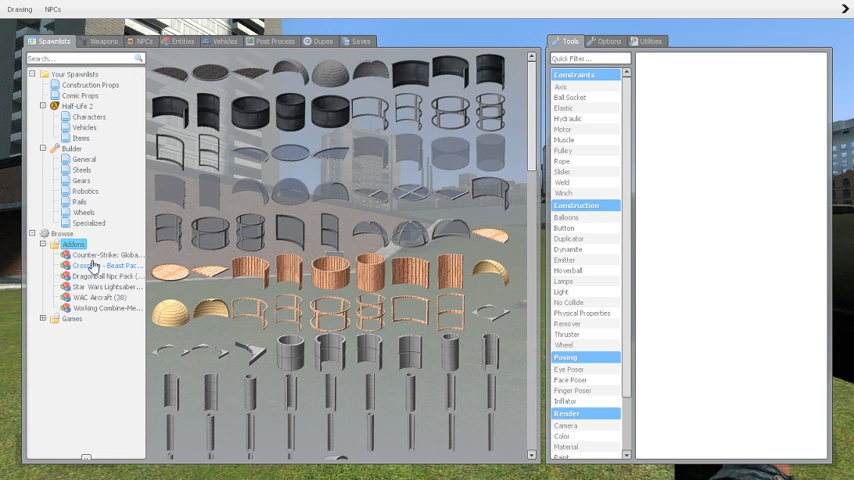 Drawing NPCs
Spawnlists Weapons NPCs Entities Vehicles Post Process Dupes Saves
Search...
Your Spawnlists
Construction Props
Comic Props
Half-Life 2
Characters
Vehicles
Items
Builder
General
Steels
Gears
Robotics
Rails
Wheels
Specialized
Browse
Addons
Counter-Strike: Globa...
- Beast Pac...
Dragonball Npc Pack (...
Star Wars Lightsaber...
WAC Aircraft (38)
Working Combine-Me...
Games
Tools Options Utilities
Quick Filter...
Constraints
Axis
Ball Socket
Elastic
Hydraulic
Motor
Muscle
Pulley
Rope
Slider
Weld
Winch
Construction
Balloons
Button
Duplicator
Dynamite
Emitter
Hoverball
Lamps
Light
No Collide
Physical Properties
Remover
Thruster
Wheel
Posing
Eye Poser
Face Poser
Finger Poser
Inflator
Render
Camera
Color
Material
Paint